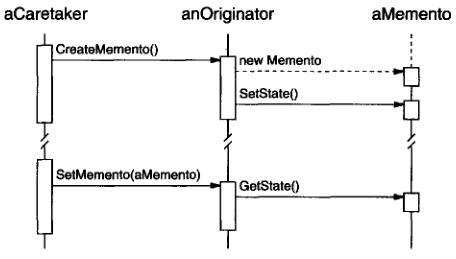 aCaretaker anOriginator aMemento
CreateMemento()
new Memento
SetState()
SetMemento(aMemento)
GetState()